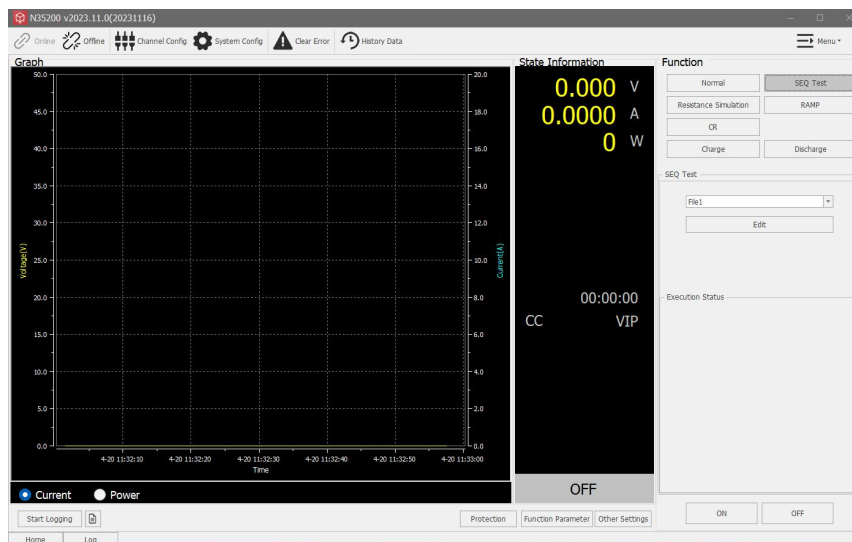 N35200 v2023.11.0(20231116)
Online Offline Channel Config System Config Clear Error History Data Menu
Graph
50.0
45.0
40.0
35.0
30.0
25.0
20.0
15.0
10.0
5.0
0.0
Voltage(V)
20.0
18.0
16.0
14.0
12.0
10.0
8.0
6.0
4.0
2.0
0.0
Current(A)
4-20 11:32:10 4-20 11:32:20 4-20 11:32:30 4-20 11:32:40 4-20 11:32:50 4-20 11:33:00
Time
Current Power
State Information
0.000 V
0.0000 A
0 W
00:00:00
CC VIP
OFF
Function
Normal SEQ Test
Resistance Simulation RAMP
CR
Charge Discharge
SEQ Test
File1
Edit
Execution Status
ON OFF
Start Logging Protection Function Parameter Other Settings
Home Log